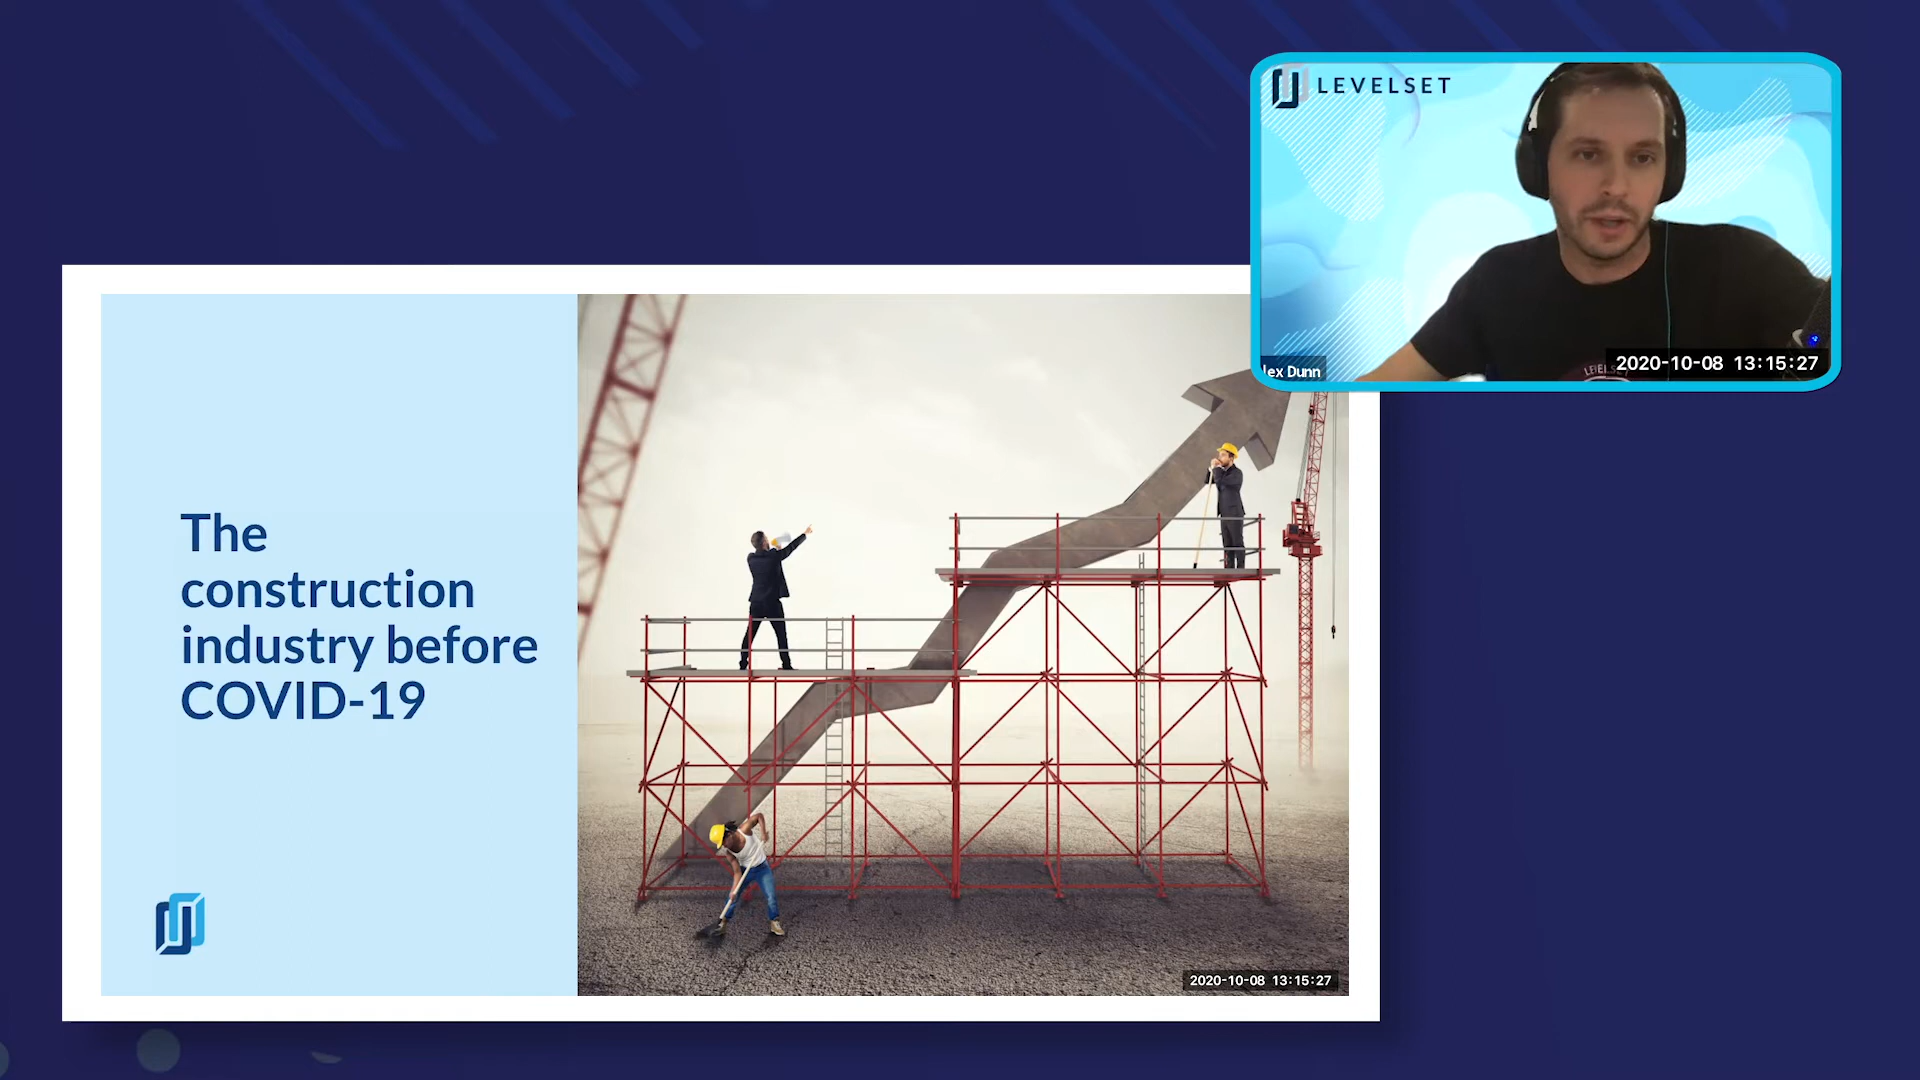 LEVELSET
lex Dunn
LEVELSET
2020-10-08 13:15:27
The
construction
industry before
COVID-19
2020-10-08 13:15:27